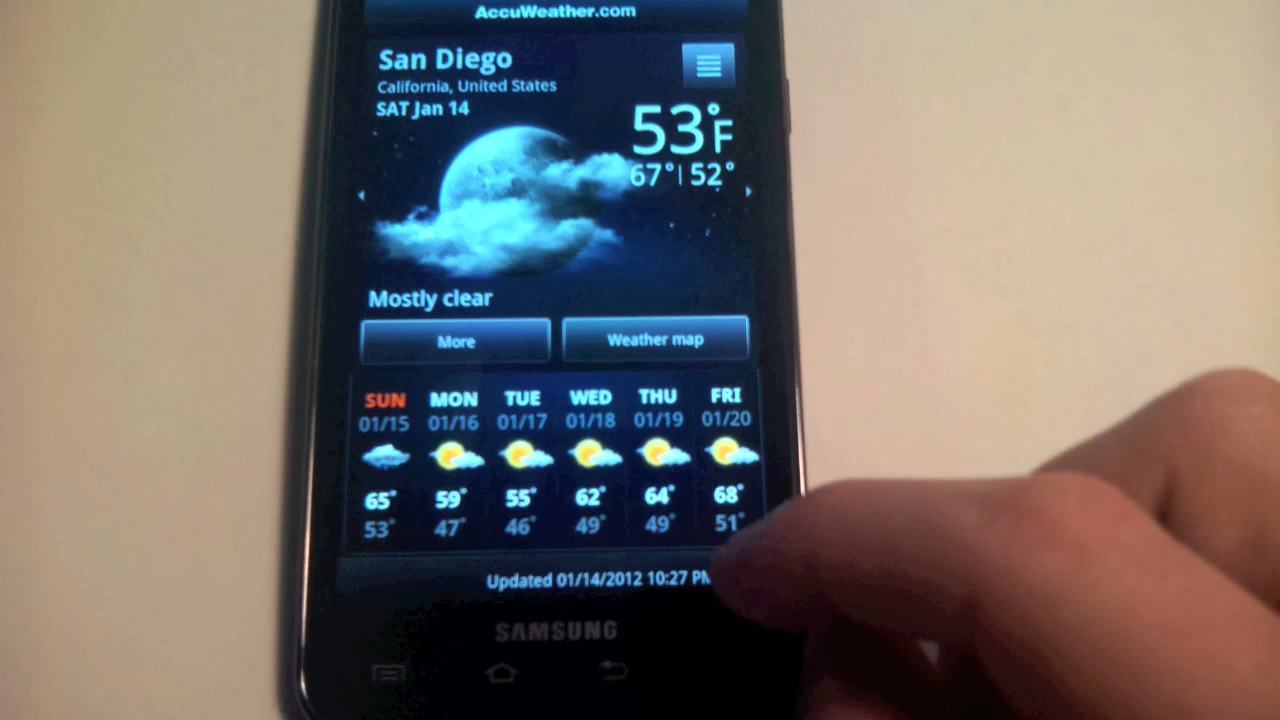 AccuWeather.com
San Diego
California, United States
SAT Jan 14
53°F
67° | 52°
Mostly clear
More Weather map
SUN MON TUE WED THU FRI
01/15 01/16 01/17 01/18 01/19 01/20
65° 59° 55° 62° 64° 68°
53° 47° 46° 49° 49° 51°
Updated 01/14/2012 10:27 PM
SAMSUNG